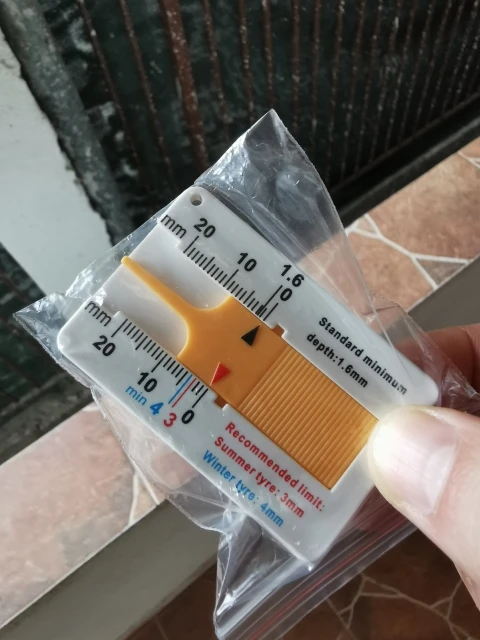 mm 20 10 1.6
0
Standard minimum
depth:1.6mm
mm
20 10 0
min 4 3
Recommended limit:
Summer tyre: 3mm
Winter tyre: 4mm